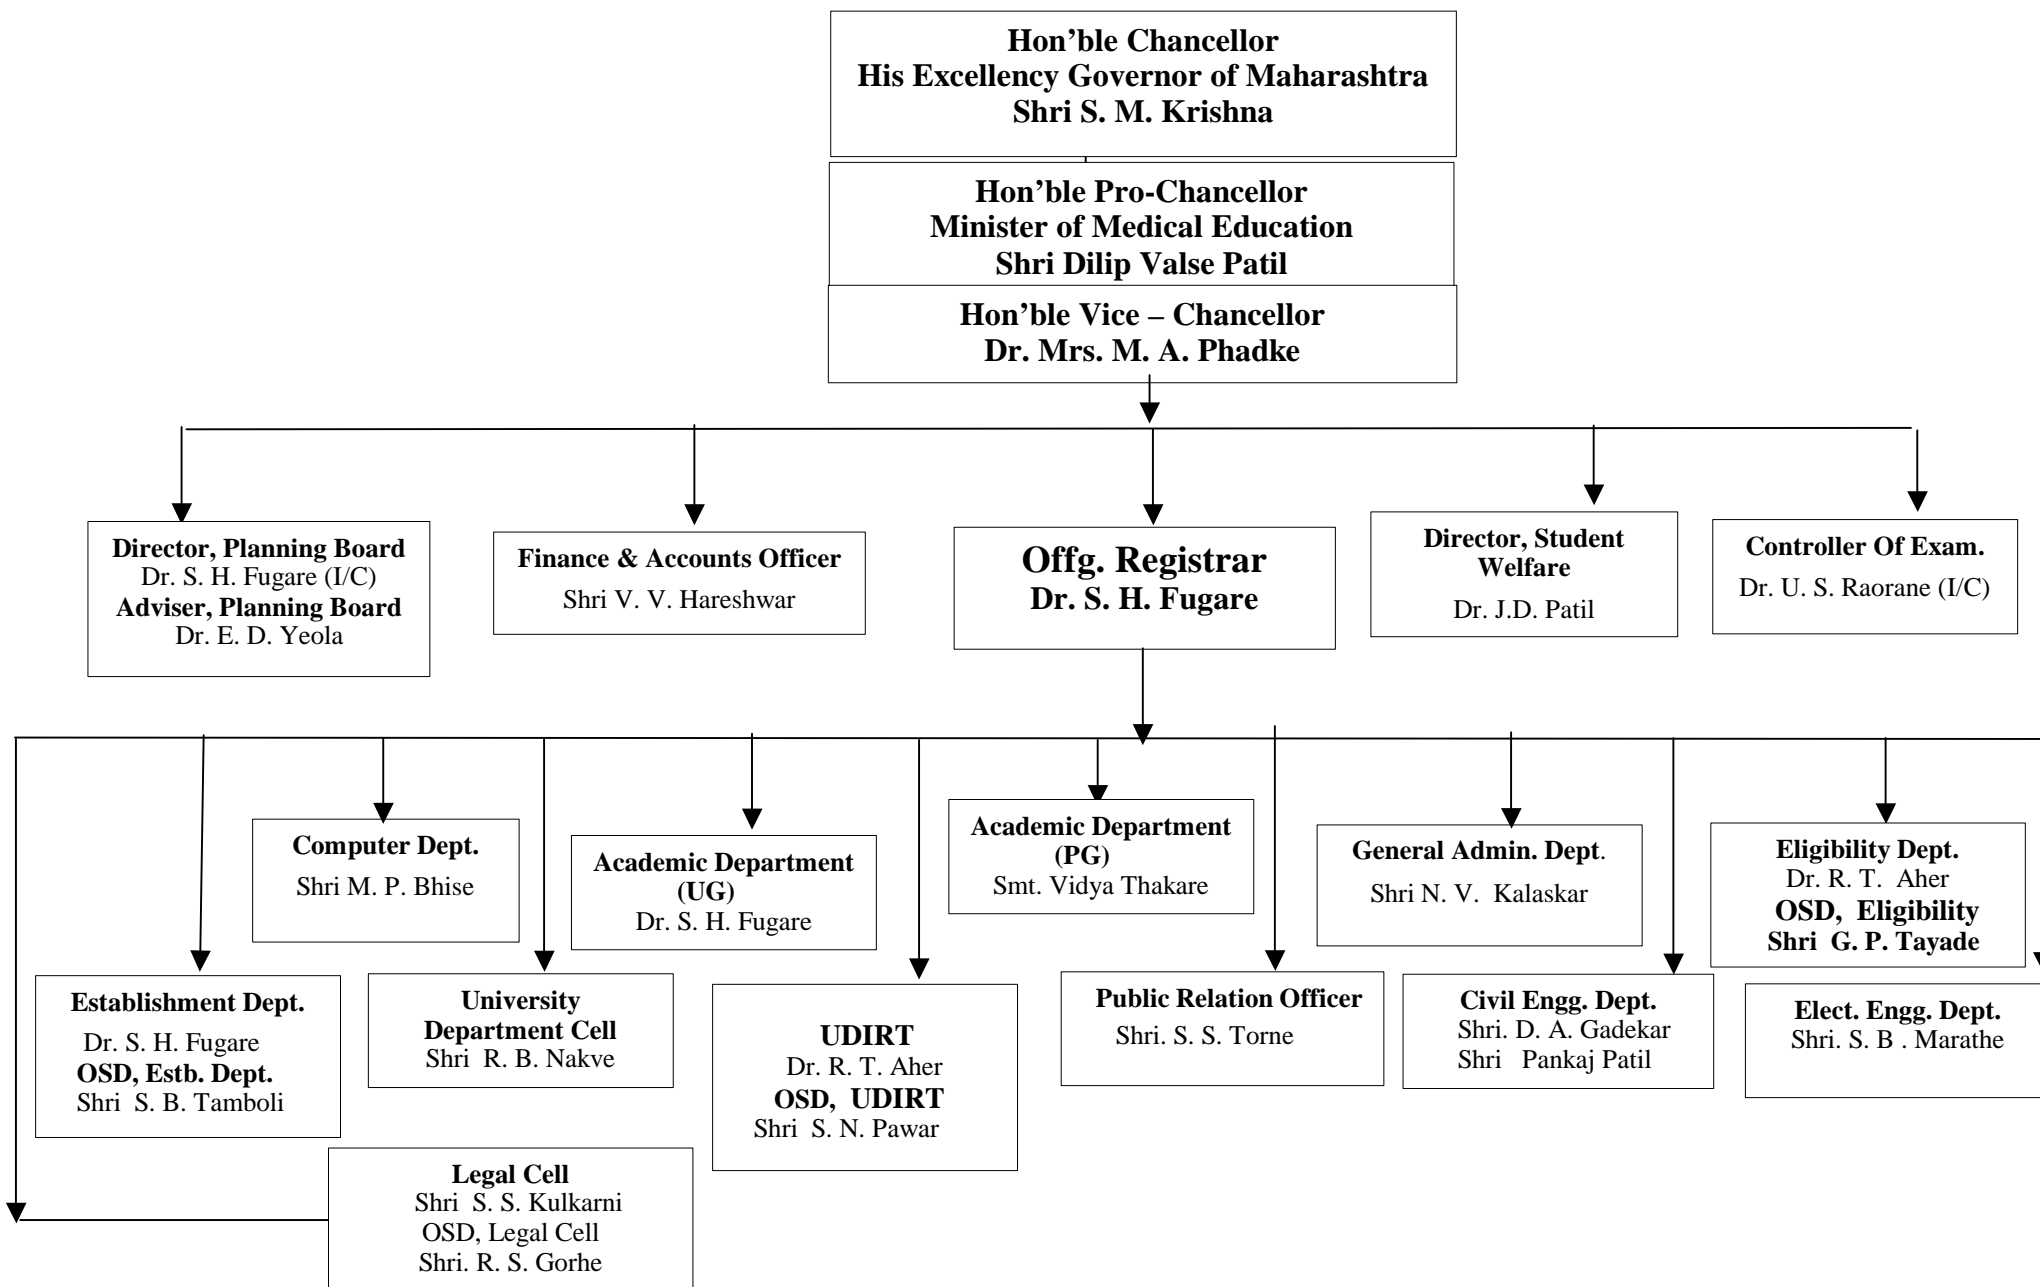 Hon’ble Chancellor
His Excellency Governor of Maharashtra
Shri S. M. Krishna
Hon’ble Pro-Chancellor
Minister of Medical Education
Shri Dilip Valse Patil
Hon’ble Vice – Chancellor
Dr. Mrs. M. A. Phadke
Director, Planning Board
Dr. S. H. Fugare (I/C)
Adviser, Planning Board
Dr. E. D. Yeola
Finance & Accounts Officer
Shri V. V. Hareshwar
Offg. Registrar
Dr. S. H. Fugare
Director, Student
Welfare
Dr. J.D. Patil
Controller Of Exam.
Dr. U. S. Raorane (I/C)
Computer Dept.
Shri M. P. Bhise
Academic Department
(UG)
Dr. S. H. Fugare
Academic Department
(PG)
Smt. Vidya Thakare
General Admin. Dept.
Shri N. V. Kalaskar
Eligibility Dept.
Dr. R. T. Aher
OSD, Eligibility
Shri G. P. Tayade
Establishment Dept.
Dr. S. H. Fugare
OSD, Estb. Dept.
Shri S. B. Tamboli
University
Department Cell
Shri R. B. Nakve
UDIRT
Dr. R. T. Aher
OSD, UDIRT
Shri S. N. Pawar
Public Relation Officer
Shri. S. S. Torne
Civil Engg. Dept.
Shri. D. A. Gadekar
Shri Pankaj Patil
Elect. Engg. Dept.
Shri. S. B . Marathe
Legal Cell
Shri S. S. Kulkarni
OSD, Legal Cell
Shri. R. S. Gorhe